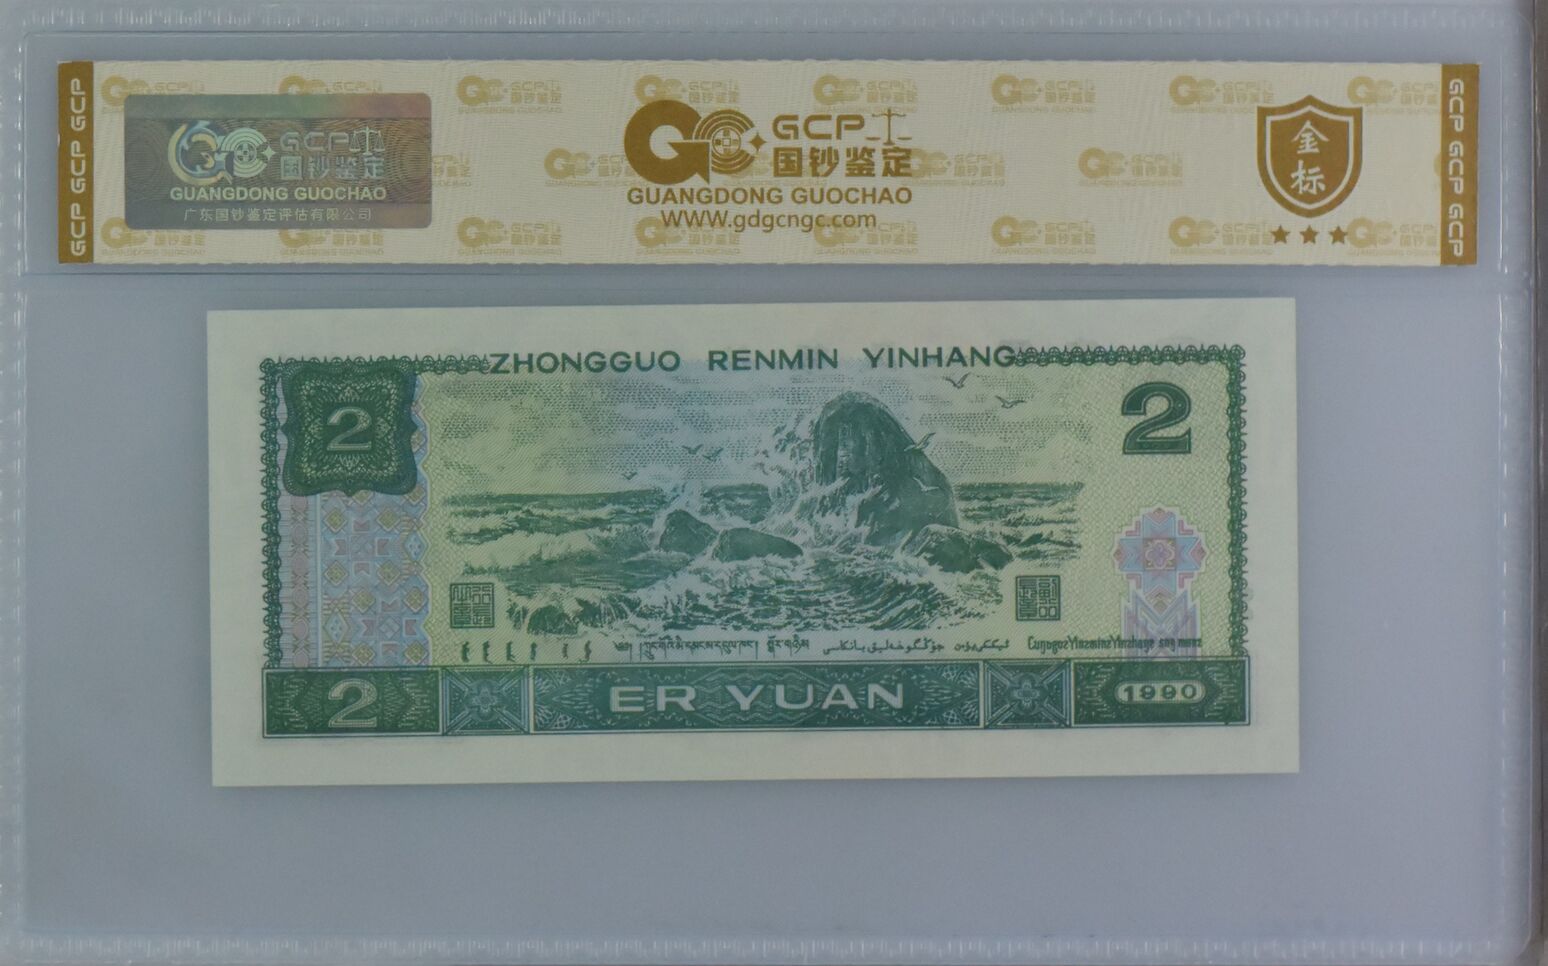 GCP GCP GCP
GCP
国钞鉴定
GUANGDONG GUOCHAO
广东国钞鉴定评估有限公司
GCP
国钞鉴定
GUANGDONG GUOCHAO
WWW.gdgcngc.com
金标
GCP GCP GCP
ZHONGGUO RENMIN YINHANG
2
2
2
ER YUAN
1990